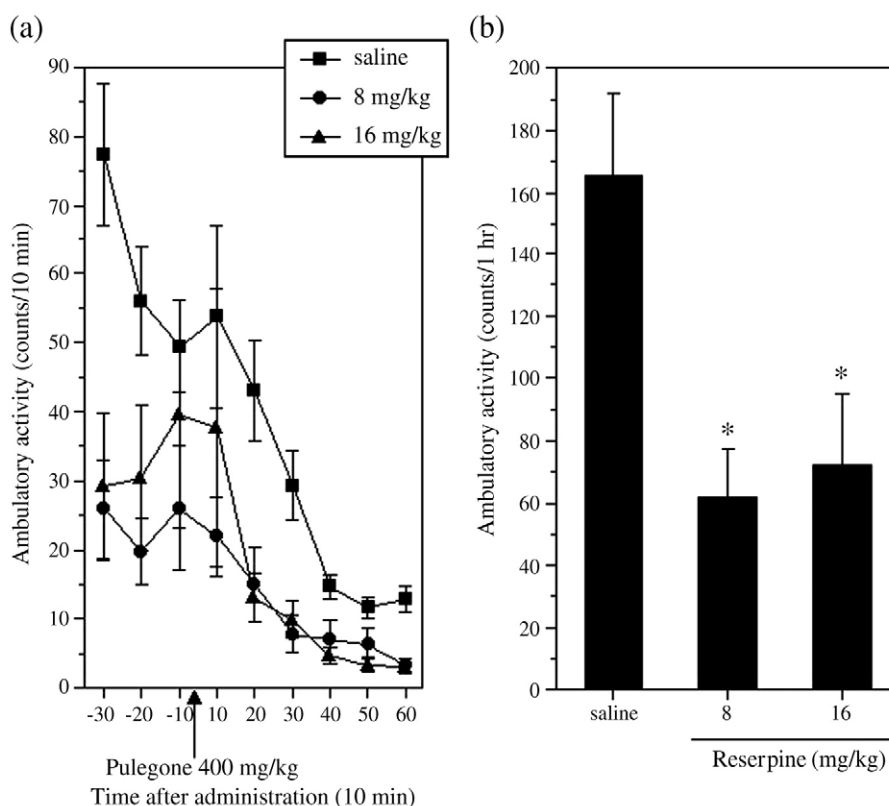 (a)
saline
8 mg/kg
16 mg/kg
Ambulatory activity (counts/10 min)
90
80
70
60
50
40
30
20
10
0
-30 -20 -10 10 20 30 40 50 60
Pulegone 400 mg/kg
Time after administration (10 min)
(b)
Ambulatory activity (counts/1 hr)
200
180
160
140
120
100
80
60
40
20
0
* *
saline 8 16
Reserpine (mg/kg)